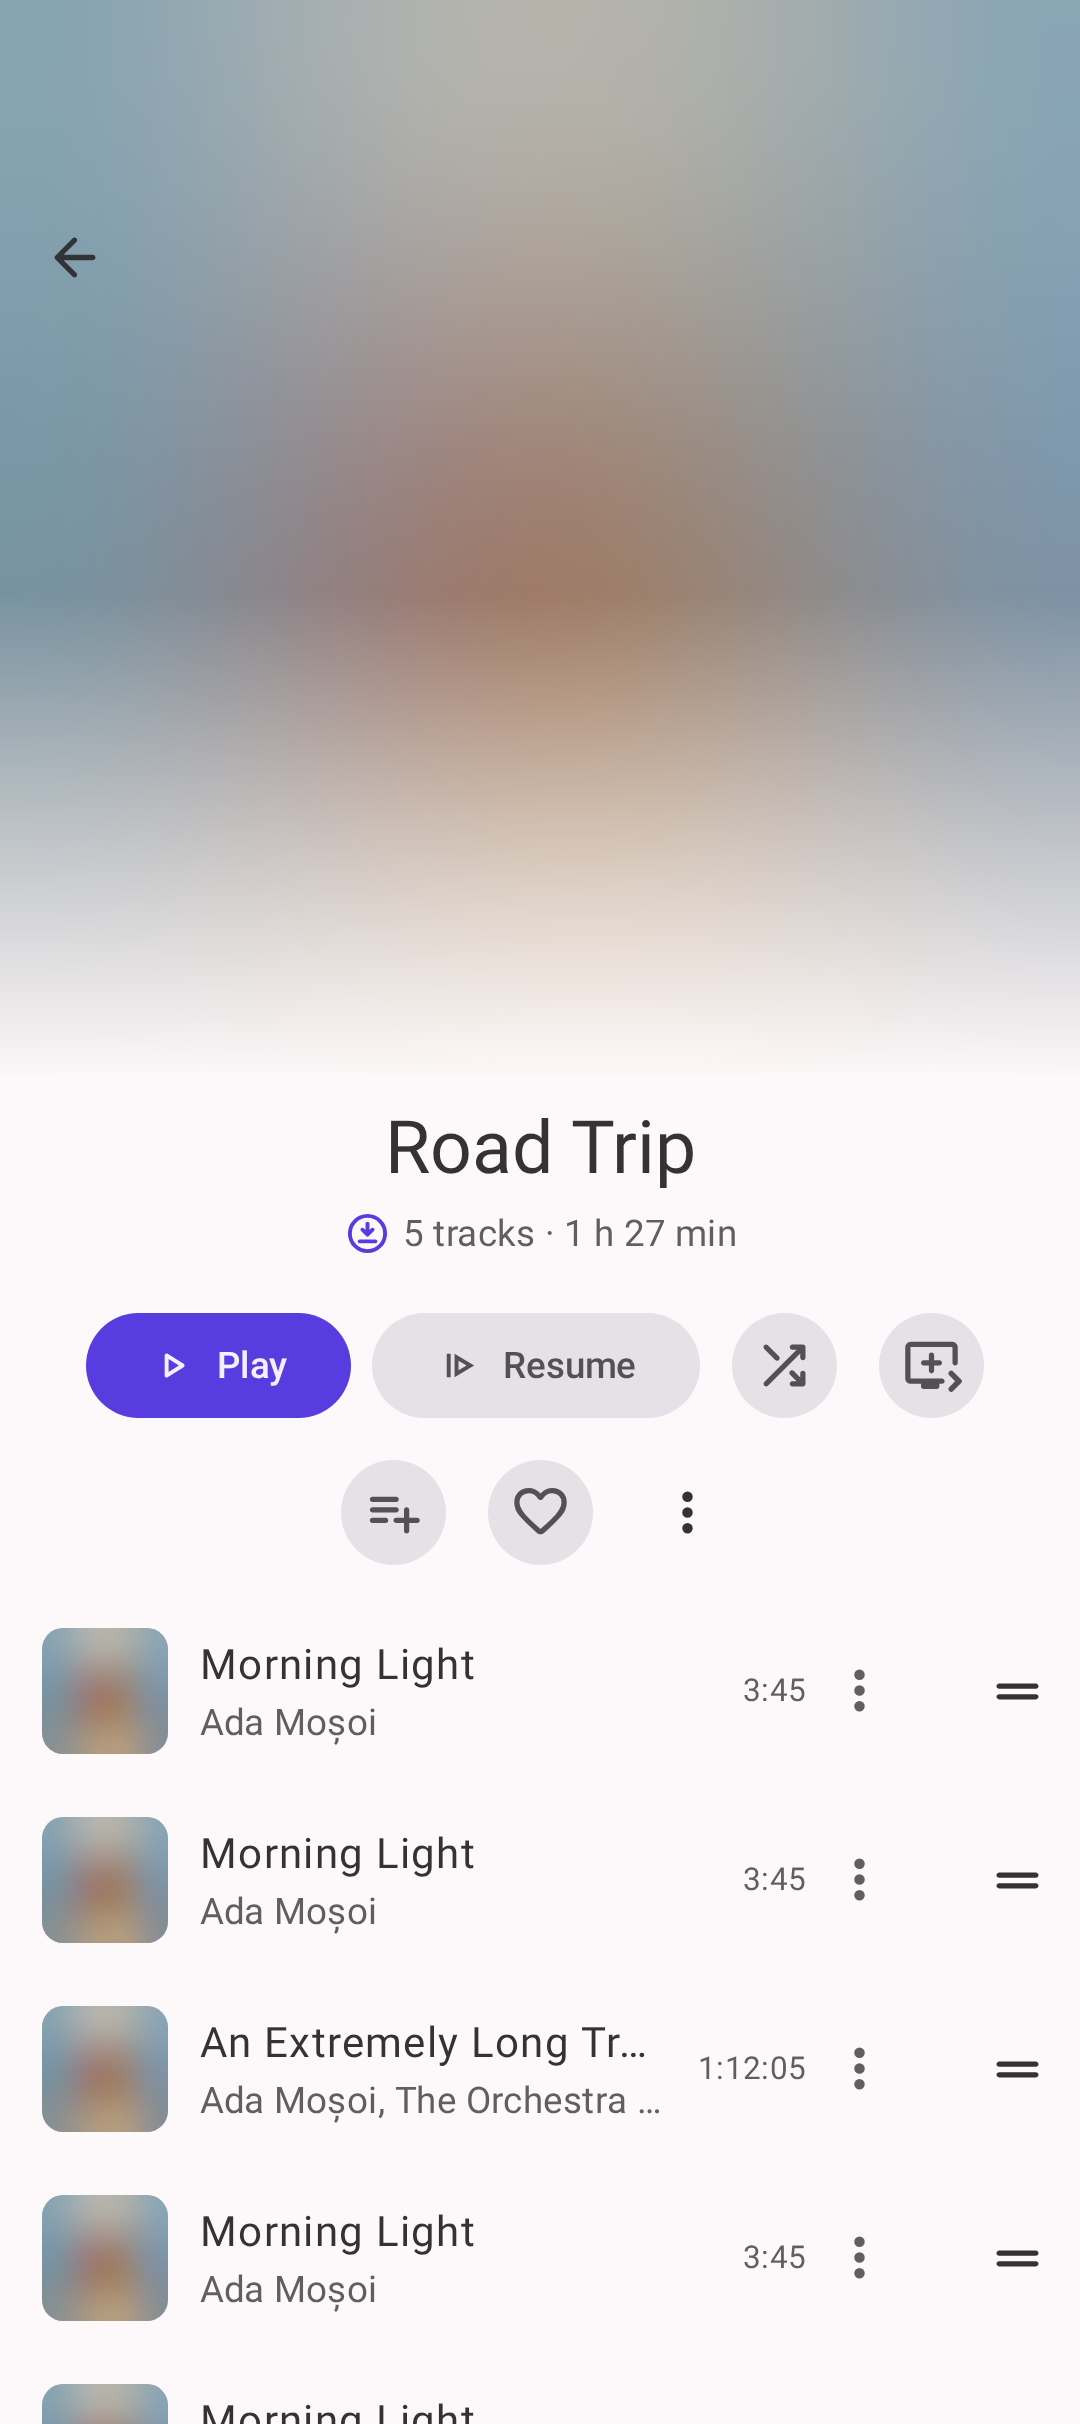 Road Trip
5 tracks · 1 h 27 min
Play
Resume
Morning Light
3:45
Ada Moșoi
Morning Light
3:45
Ada Moșoi
An Extremely Long Tr…
1:12:05
Ada Moșoi, The Orchestra …
Morning Light
3:45
Ada Moșoi
Morning Light